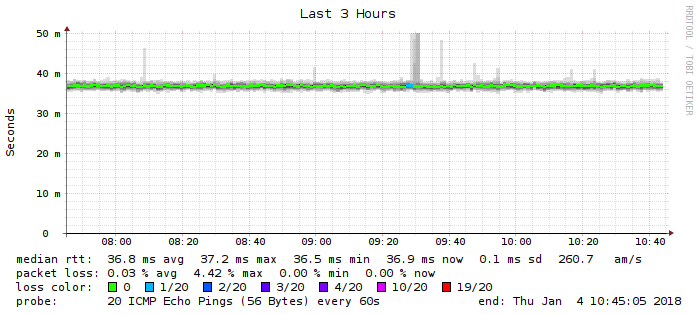 Last 3 Hours
RRDTOOL / TOBI OETIKER
Seconds
50 m
40 m
30 m
20 m
10 m
0
08:00 08:20 08:40 09:00 09:20 09:40 10:00 10:20 10:40
median rtt: 36.8 ms avg 37.2 ms max 36.5 ms min 36.9 ms now 0.1 ms sd 260.7 am/s
packet loss: 0.03 % avg 4.42 % max 0.00 % min 0.00 % now
loss color: 0 1/20 2/20 3/20 4/20 10/20 19/20
probe: 20 ICMP Echo Pings (56 Bytes) every 60s end: Thu Jan 4 10:45:05 2018